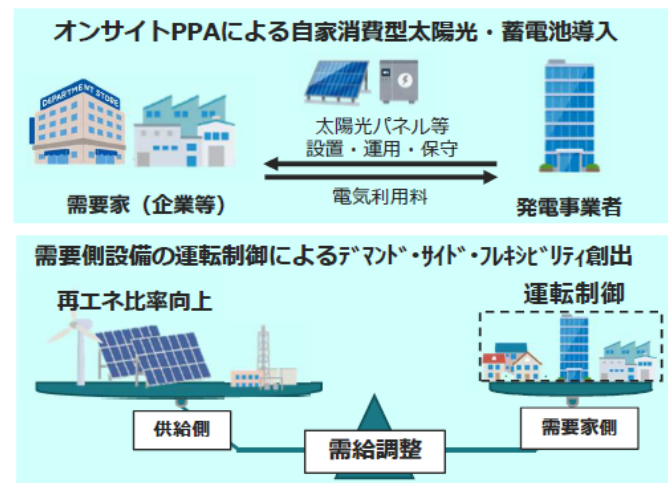 オンサイトPPAによる自家消費型太陽光・蓄電池導入
DEPARTMENT STORE
太陽光パネル等
設置・運用・保守
電気利用料
需要家（企業等）
発電事業者
需要側設備の運転制御によるﾃﾞﾏﾝﾄﾞ･ｻｲﾄﾞ･ﾌﾚｷｼﾋﾞﾘﾃｨ創出
再エネ比率向上
運転制御
供給側
需給調整
需要家側